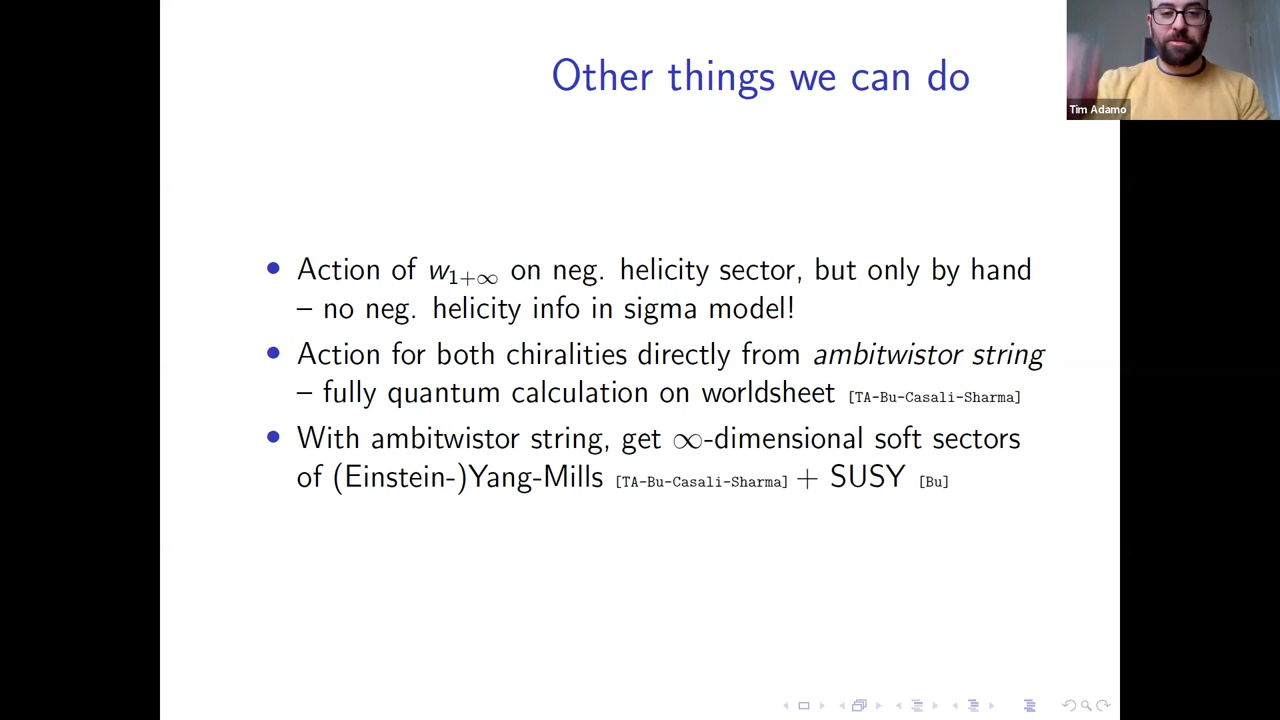 Other things we can do
Tim Adamo
• Action of w₁₊∞ on neg. helicity sector, but only by hand
– no neg. helicity info in sigma model!
• Action for both chiralities directly from ambitwistor string
– fully quantum calculation on worldsheet [TA-Bu-Casali-Sharma]
• With ambitwistor string, get ∞-dimensional soft sectors
of (Einstein-)Yang-Mills [TA-Bu-Casali-Sharma] + SUSY [Bu]